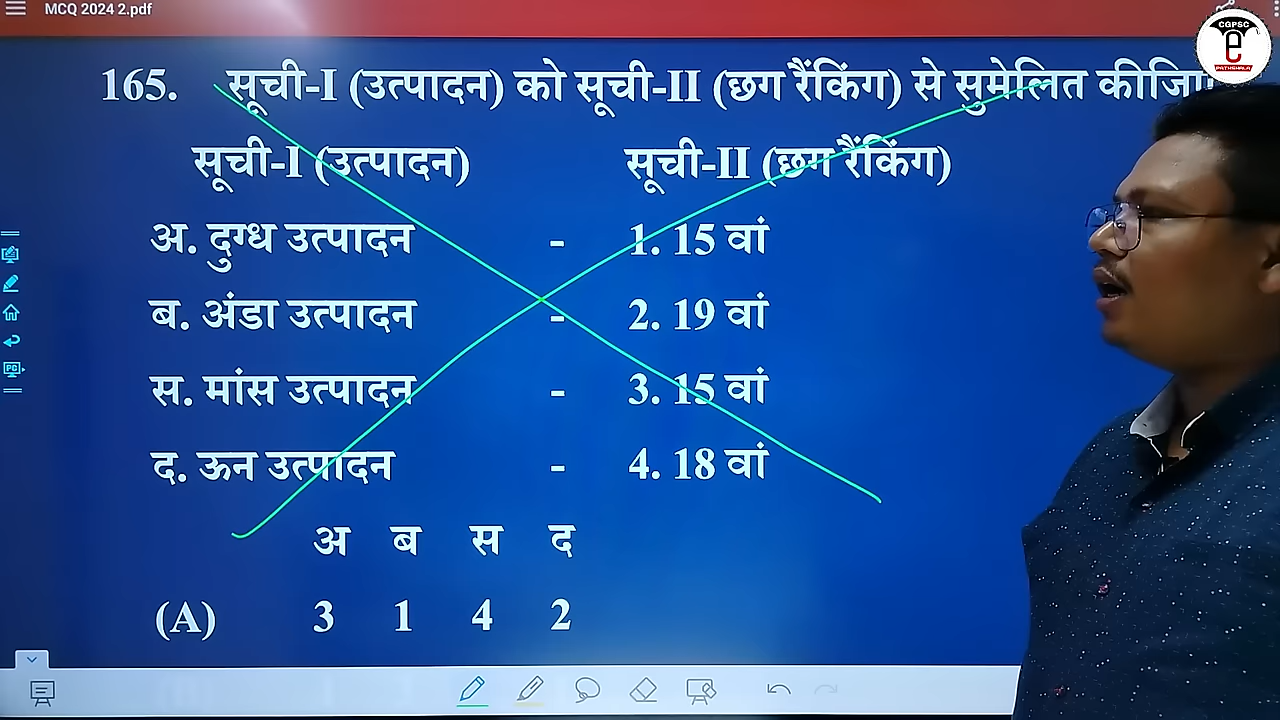 MCQ 2024 2.pdf
CGPSC
e
PATHSHALA
165. सूची-I (उत्पादन) को सूची-II (छग रैंकिंग) से सुमेलित कीजिए
सूची-I (उत्पादन) सूची-II (छग रैंकिंग)
अ. दुग्ध उत्पादन - 1. 15 वां
ब. अंडा उत्पादन - 2. 19 वां
स. मांस उत्पादन - 3. 15 वां
द. ऊन उत्पादन - 4. 18 वां
अ ब स द
(A) 3 1 4 2
PC